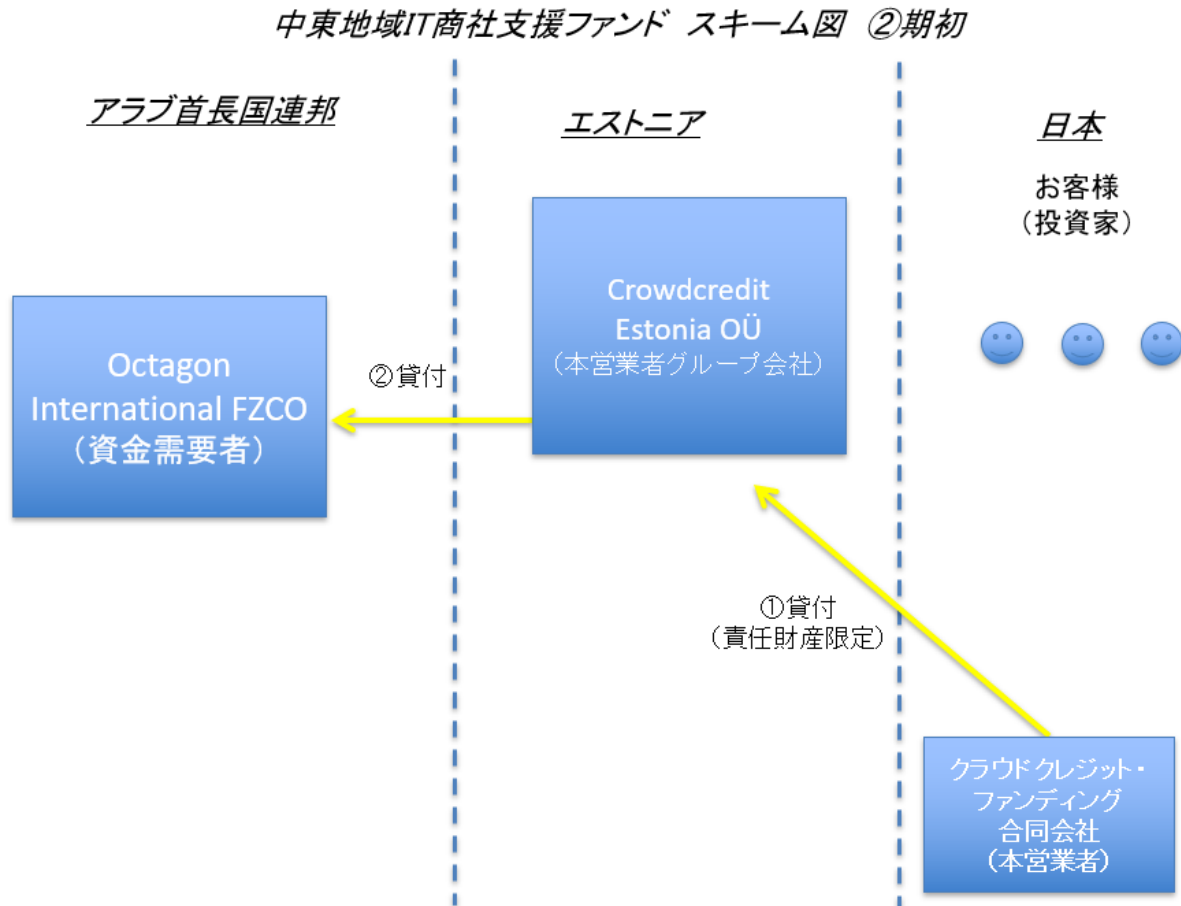 中東地域IT商社支援ファンド スキーム図 ②期初
アラブ首長国連邦
エストニア
日本
お客様
（投資家）
Crowdcredit
Estonia OÜ
（本営業者グループ会社）
Octagon
International FZCO
（資金需要者）
②貸付
①貸付
（責任財産限定）
クラウドクレジット・
ファンディング
合同会社
（本営業者）